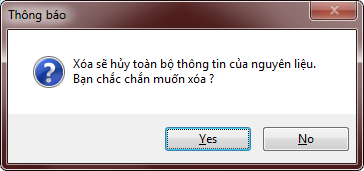 Thông báo
Xóa sẽ hủy toàn bộ thông tin của nguyên liệu.
Bạn chắc chắn muốn xóa ?
Yes
No